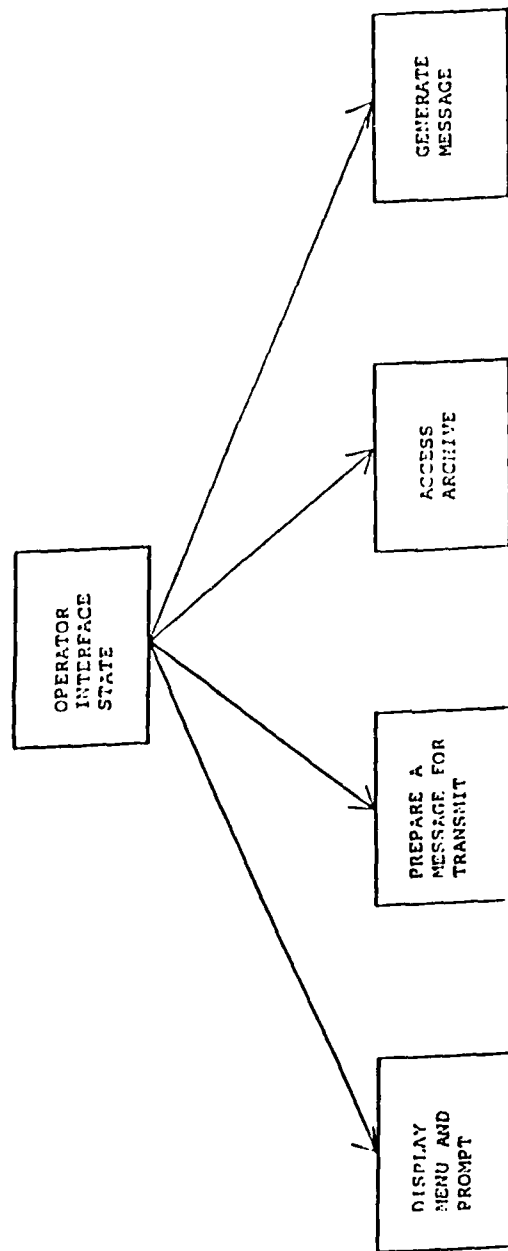 OPERATOR
INTERFACE
STATE
DISPLAY
MENU AND
PROMPT
PREPARE A
MESSAGE FOR
TRANSMIT
ACCESS
ARCHIVE
GENERATE
MESSAGE